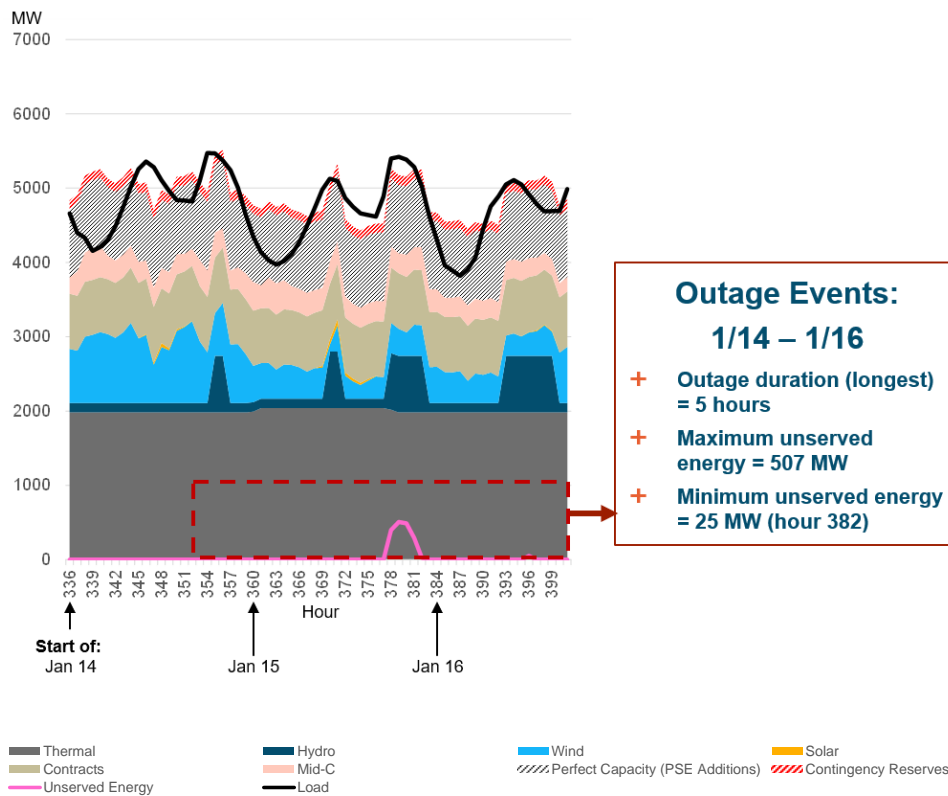 MW
7000
6000
5000
4000
3000
2000
1000
0
336
339
342
345
348
351
354
357
360
363
366
369
372
375
378
381
384
387
390
393
396
399
Hour
Start of:
Jan 14
Jan 15
Jan 16
Outage Events:
1/14 – 1/16
+ Outage duration (longest)
= 5 hours
+ Maximum unserved
energy = 507 MW
+ Minimum unserved energy
= 25 MW (hour 382)
Thermal
Hydro
Wind
Solar
Contracts
Mid-C
Perfect Capacity (PSE Additions)
Contingency Reserves
Unserved Energy
Load